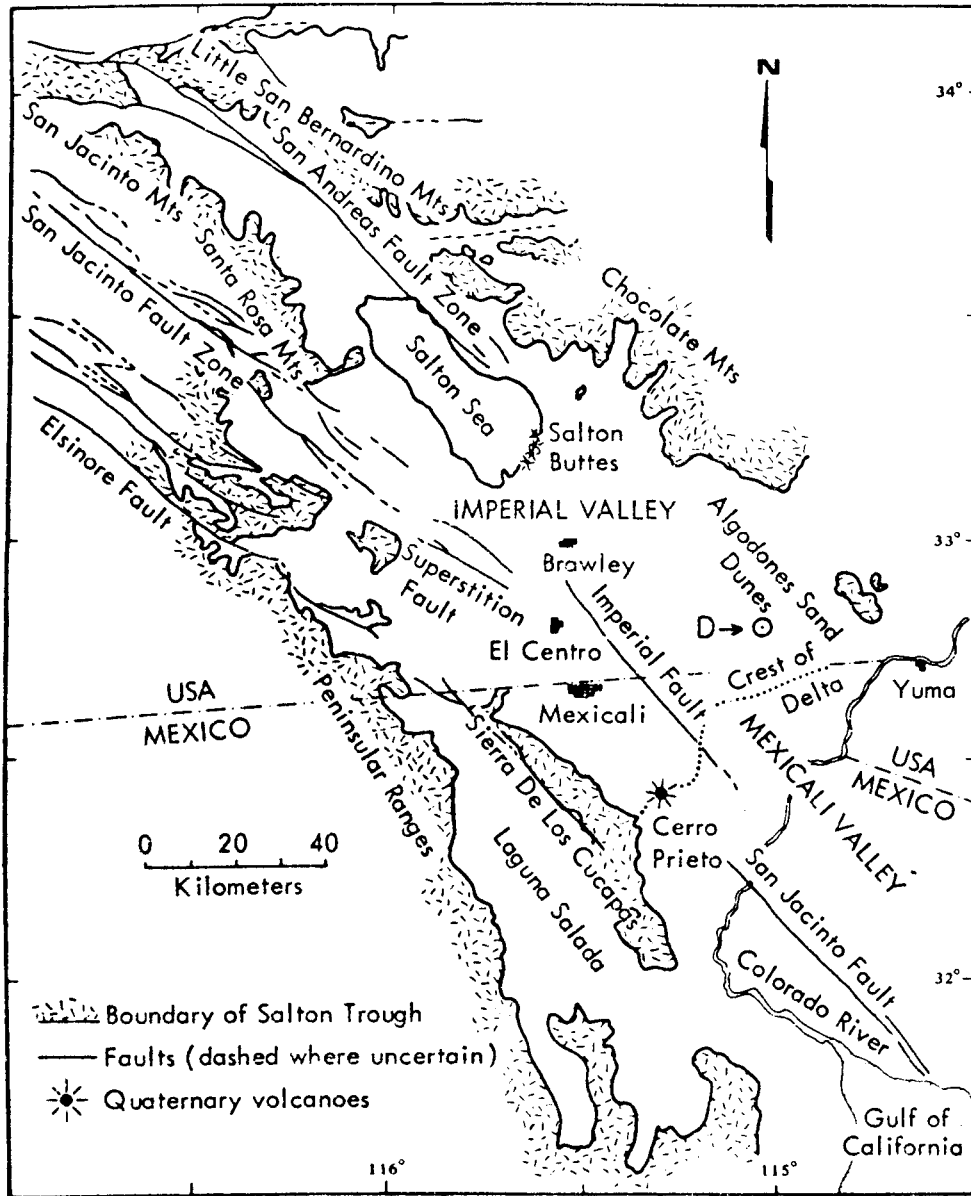 N
34°
Little San Bernardino Mts
San Andreas Fault Zone
San Jacinto Mts
Santa Rosa Mts
San Jacinto Fault Zone
Chocolate Mts
Salton Sea
Salton
Buttes
Elsinore Fault
IMPERIAL VALLEY
Algodones Sand
Dunes
33°
Brawley
Superstition
Fault
Imperial Fault
D
El Centro
Crest of
Delta
Yuma
USA
MEXICO
Mexicali
Peninsular Ranges
Sierra De Los Cucapas
MEXICALI VALLEY
USA
MEXICO
Cerro
Prieto
0 20 40
Kilometers
Laguna Salada
San Jacinto Fault
Colorado River
32°
Boundary of Salton Trough
Faults (dashed where uncertain)
Quaternary volcanoes
Gulf of
California
116°
115°